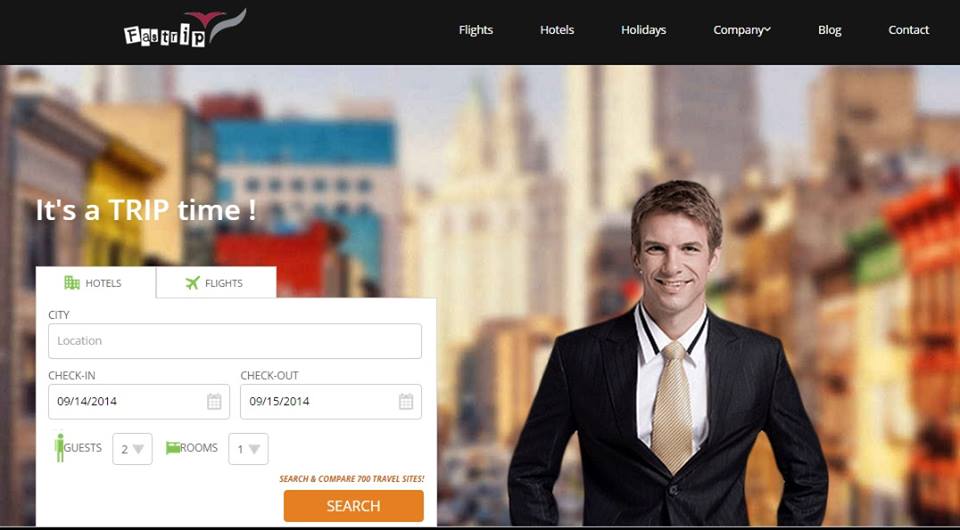 Fastrip
Flights Hotels Holidays Company Blog Contact
It's a TRIP time !
HOTELS FLIGHTS
CITY
Location
CHECK-IN CHECK-OUT
09/14/2014 09/15/2014
GUESTS 2 ROOMS 1
SEARCH & COMPARE 700 TRAVEL SITES!
SEARCH